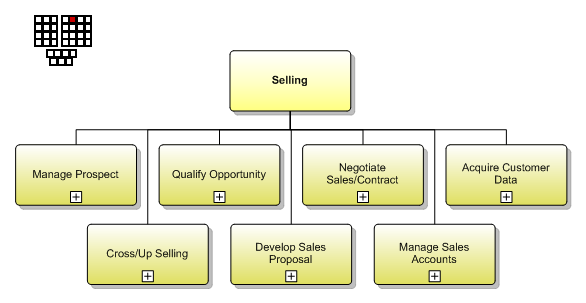 Selling
Manage Prospect
Qualify Opportunity
Negotiate
Sales/Contract
Acquire Customer
Data
Cross/Up Selling
Develop Sales
Proposal
Manage Sales
Accounts